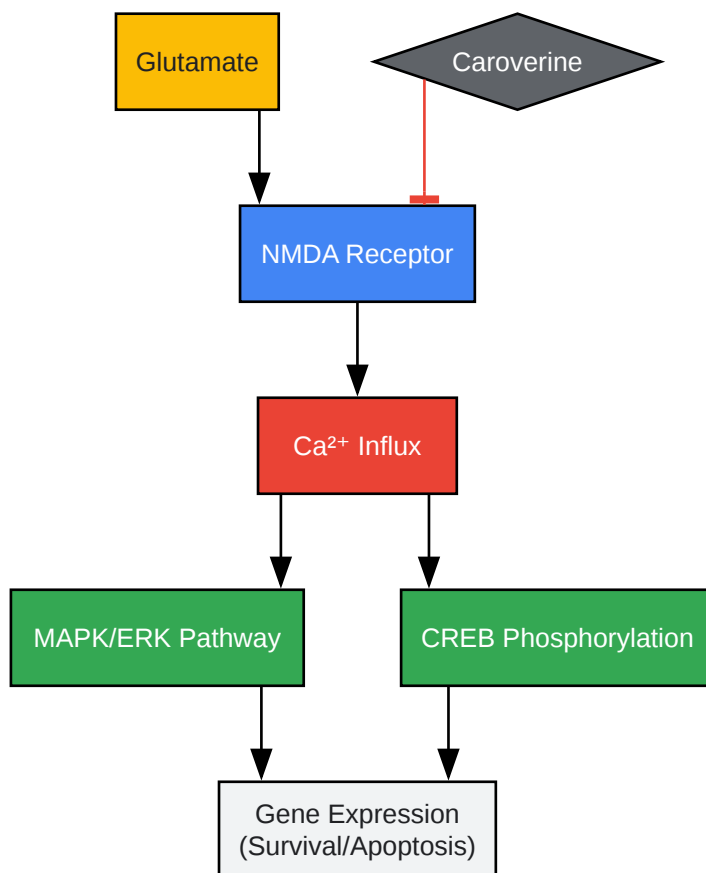 Glutamate
Caroverine
NMDA Receptor
Ca²⁺ Influx
MAPK/ERK Pathway
CREB Phosphorylation
Gene Expression
(Survival/Apoptosis)